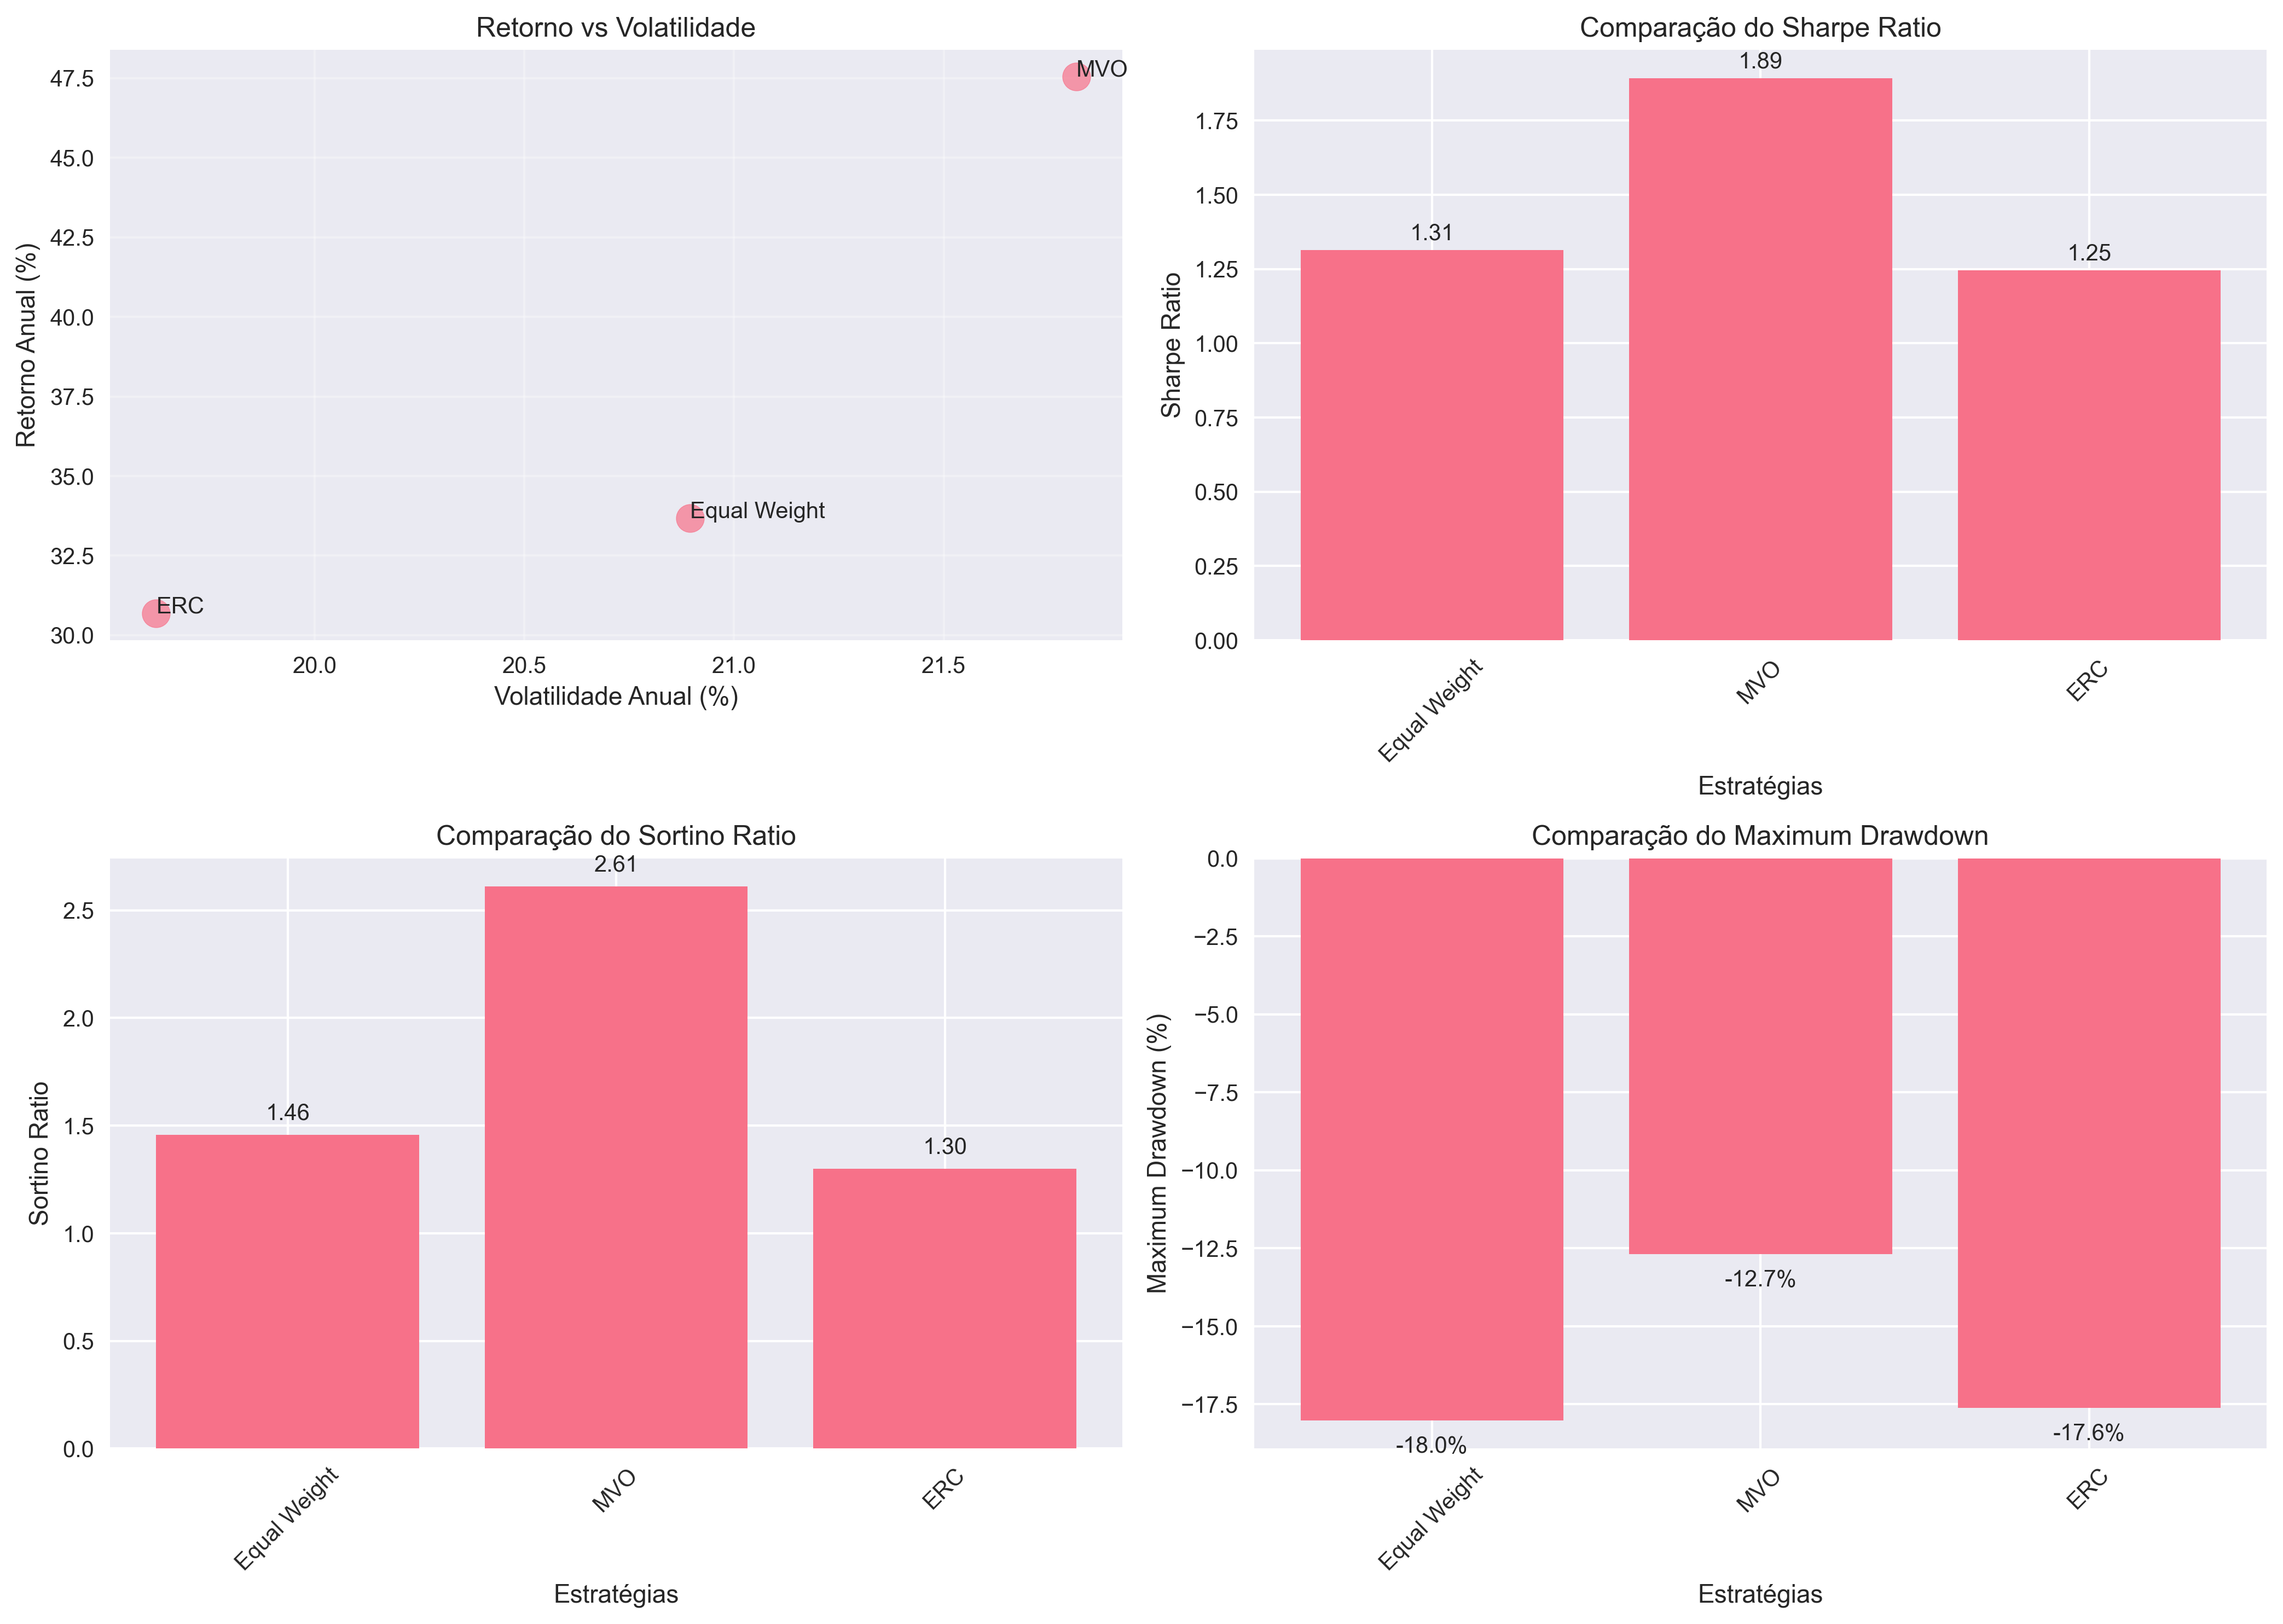 Retorno vs Volatilidade
Retorno Anual (%)
47.5
45.0
42.5
40.0
37.5
35.0
32.5
30.0
MVO
Equal Weight
ERC
20.0 20.5 21.0 21.5
Volatilidade Anual (%)
Comparação do Sharpe Ratio
Sharpe Ratio
1.75
1.50
1.25
1.00
0.75
0.50
0.25
0.00
1.31
1.89
1.25
Equal Weight MVO ERC
Estratégias
Comparação do Sortino Ratio
Sortino Ratio
2.5
2.0
1.5
1.0
0.5
0.0
1.46
2.61
1.30
Equal Weight MVO ERC
Estratégias
Comparação do Maximum Drawdown
Maximum Drawdown (%)
0.0
−2.5
−5.0
−7.5
−10.0
−12.5
−15.0
−17.5
-18.0%
-12.7%
-17.6%
Equal Weight MVO ERC
Estratégias